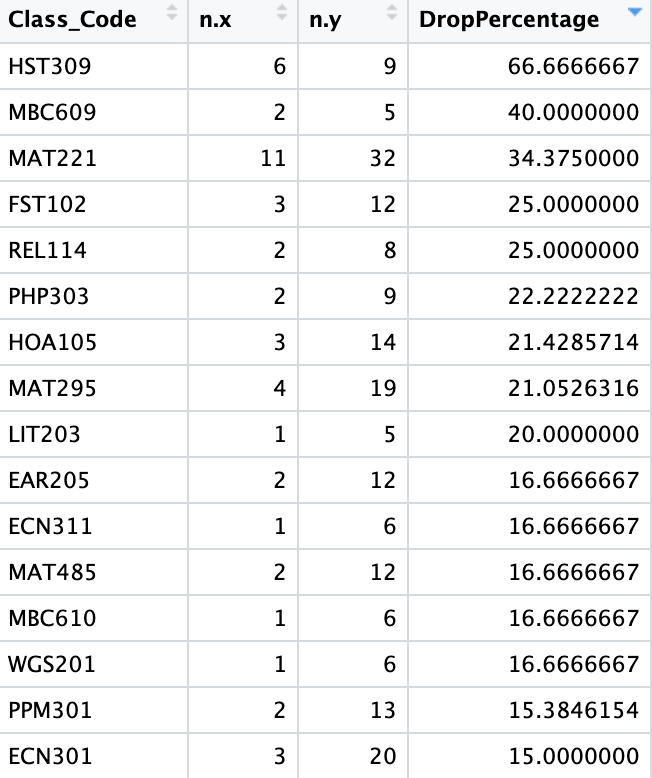 Class_Code n.x n.y DropPercentage
HST309 6 9 66.6666667
MBC609 2 5 40.0000000
MAT221 11 32 34.3750000
FST102 3 12 25.0000000
REL114 2 8 25.0000000
PHP303 2 9 22.2222222
HOA105 3 14 21.4285714
MAT295 4 19 21.0526316
LIT203 1 5 20.0000000
EAR205 2 12 16.6666667
ECN311 1 6 16.6666667
MAT485 2 12 16.6666667
MBC610 1 6 16.6666667
WGS201 1 6 16.6666667
PPM301 2 13 15.3846154
ECN301 3 20 15.0000000